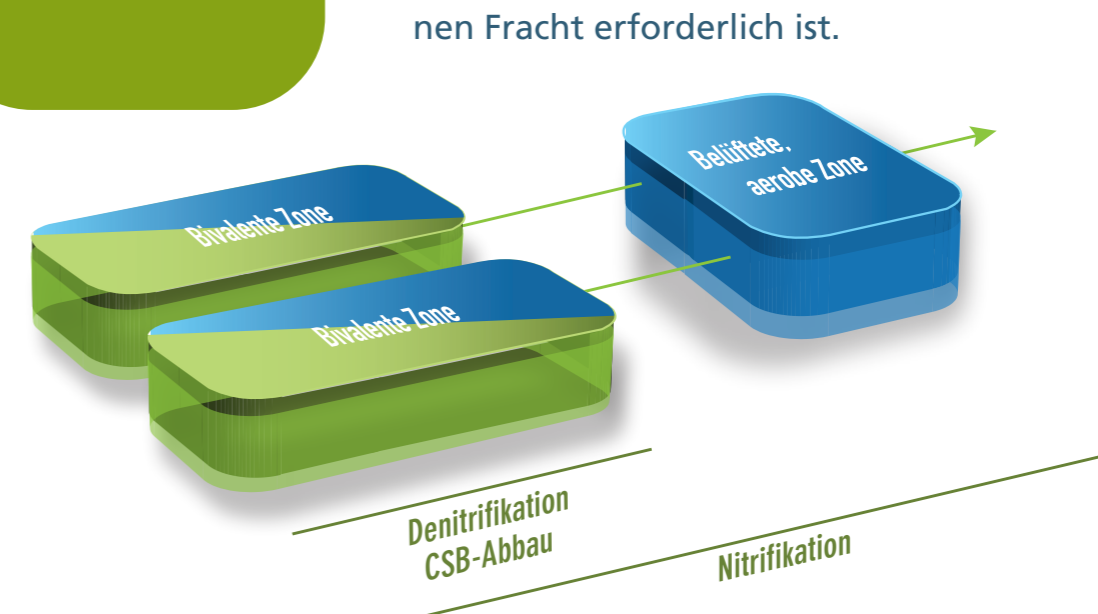 nen Fracht erforderlich ist.
Belüftete,
aerobe Zone
Bivalente Zone
Bivalente Zone
Denitrifikation
CSB-Abbau
Nitrifikation